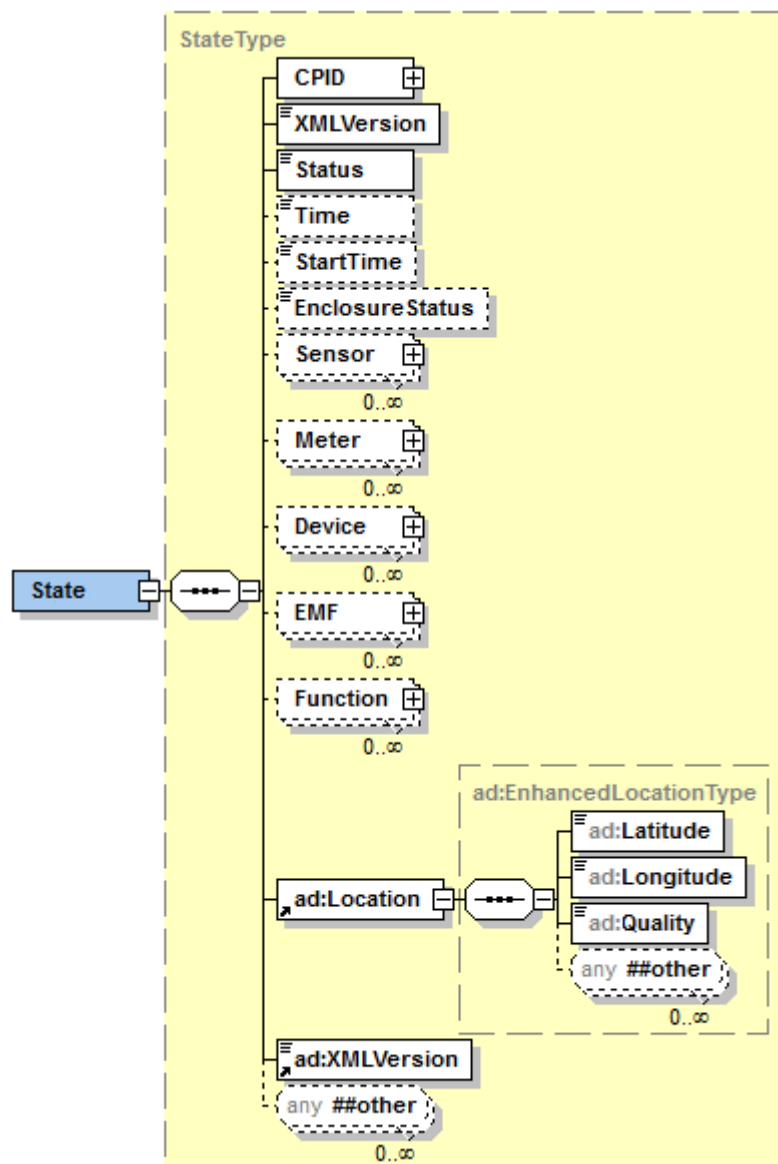 StateType
CPID
XMLVersion
Status
Time
StartTime
EnclosureStatus
Sensor
0..∞
Meter
0..∞
Device
0..∞
State
EMF
0..∞
Function
0..∞
ad:EnhancedLocationType
ad:Latitude
ad:Location
ad:Longitude
ad:Quality
any ##other
0..∞
ad:XMLVersion
any ##other
0..∞